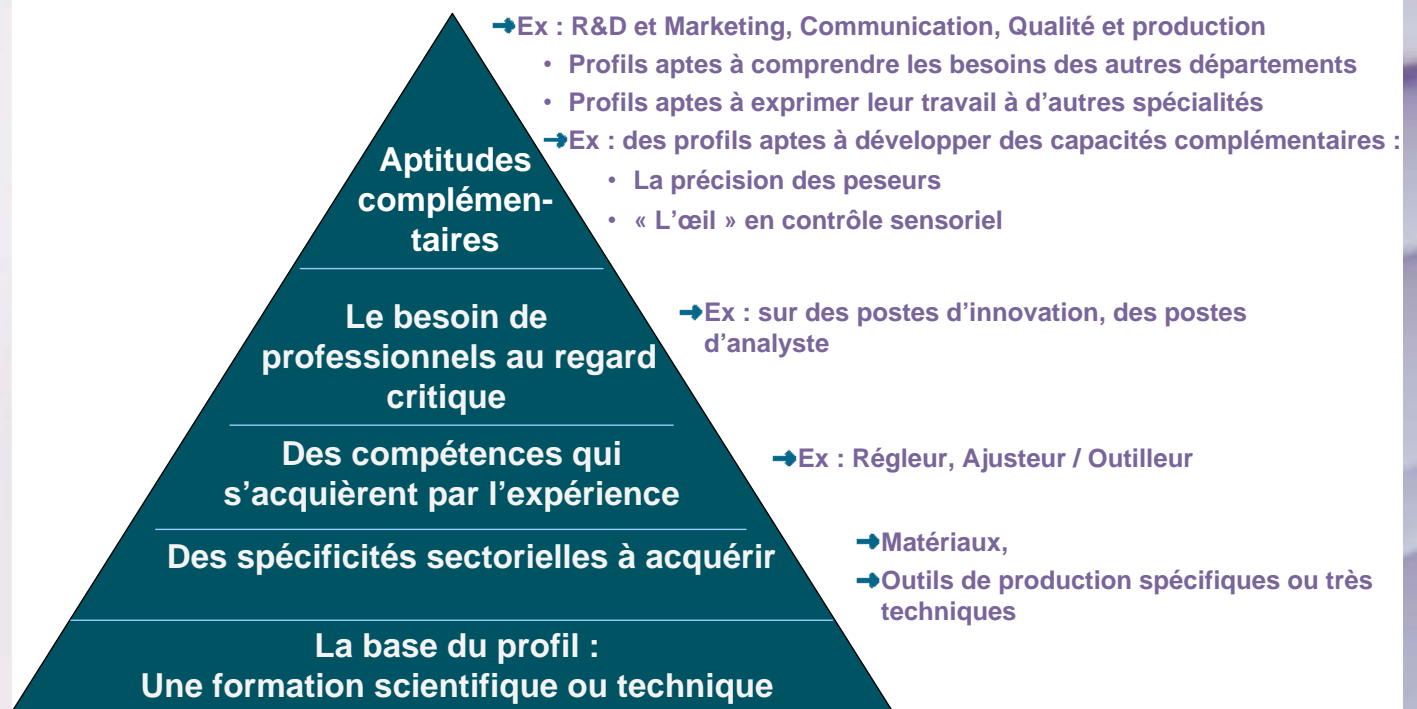 ➔Ex : R&D et Marketing, Communication, Qualité et production
• Profils aptes à comprendre les besoins des autres départements
• Profils aptes à exprimer leur travail à d’autres spécialités
➔Ex : des profils aptes à développer des capacités complémentaires :
• La précision des peseurs
• « L’œil » en contrôle sensoriel
Aptitudes
complémen-
taires
Le besoin de
professionnels au regard
critique
➔Ex : sur des postes d’innovation, des postes
d’analyste
Des compétences qui
s’acquièrent par l’expérience
➔Ex : Régleur, Ajusteur / Outilleur
Des spécificités sectorielles à acquérir
➔Matériaux,
➔Outils de production spécifiques ou très
techniques
La base du profil :
Une formation scientifique ou technique